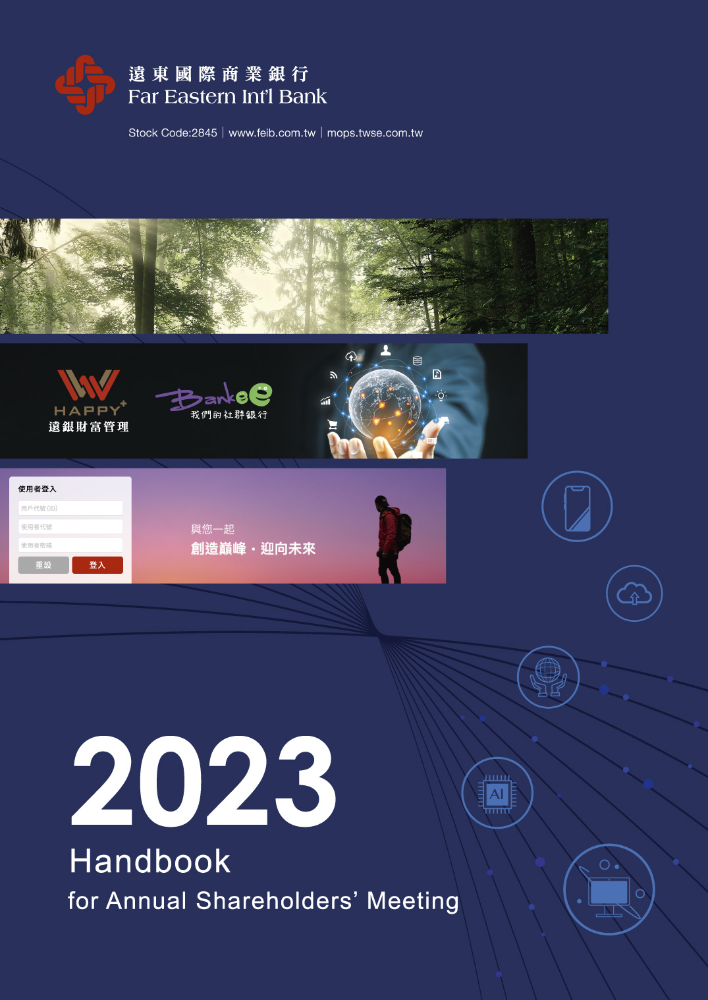 遠東國際商業銀行
Far Eastern Int'l Bank
Stock Code:2845｜www.feib.com.tw｜mops.twse.com.tw
W
HAPPY+
遠銀財富管理
Bankee
我們的社群銀行
使用者登入
用戶代號(ID)
使用者代號
使用者密碼
重設 登入
與您一起
創造巔峰・迎向未來
AI
2023
Handbook
for Annual Shareholders’ Meeting